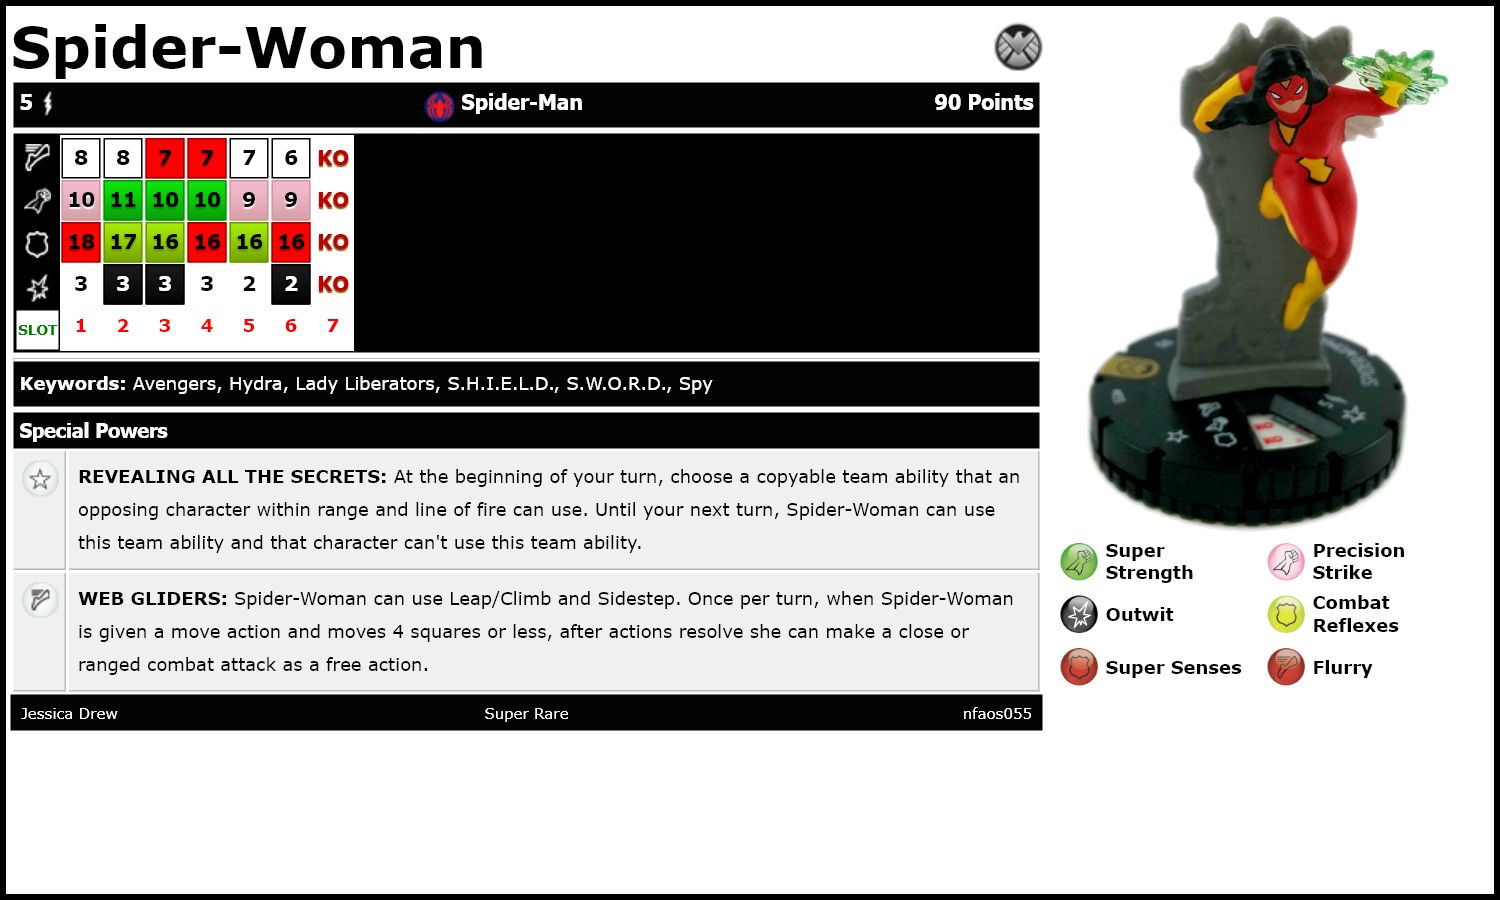 Spider-Woman
5 Spider-Man 90 Points
8 8 7 7 7 6 KO
10 11 10 10 9 9 KO
18 17 16 16 16 16 KO
3 3 3 3 2 2 KO
SLOT 1 2 3 4 5 6 7
Keywords: Avengers, Hydra, Lady Liberators, S.H.I.E.L.D., S.W.O.R.D., Spy
Special Powers
REVEALING ALL THE SECRETS: At the beginning of your turn, choose a copyable team ability that an
opposing character within range and line of fire can use. Until your next turn, Spider-Woman can use
this team ability and that character can't use this team ability.
WEB GLIDERS: Spider-Woman can use Leap/Climb and Sidestep. Once per turn, when Spider-Woman
is given a move action and moves 4 squares or less, after actions resolve she can make a close or
ranged combat attack as a free action.
Jessica Drew Super Rare nfaos055
KO
KO
Super
Strength
Precision
Strike
Outwit
Combat
Reflexes
Super Senses
Flurry